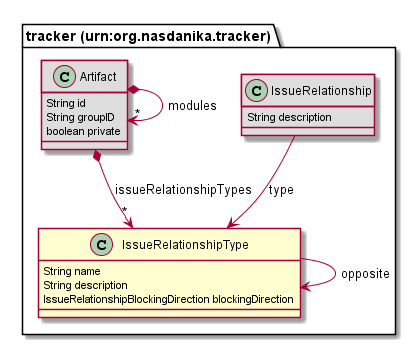 tracker (urn:org.nasdanika.tracker)
C Artifact
String id
String groupID
boolean private
* modules
C IssueRelationship
String description
issueRelationshipTypes
*
type
C IssueRelationshipType
String name
String description
IssueRelationshipBlockingDirection blockingDirection
opposite